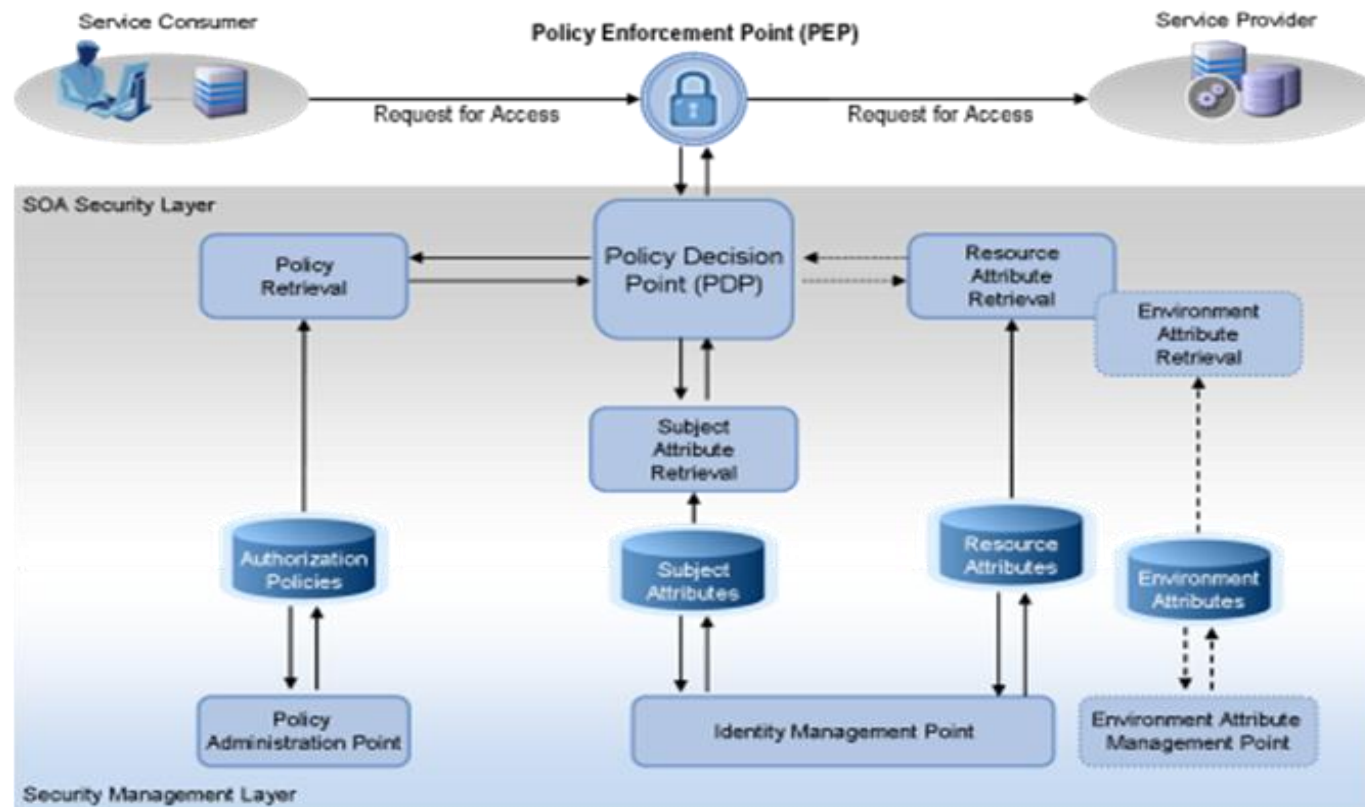 Service Consumer
Policy Enforcement Point (PEP)
Service Provider
Request for Access
Request for Access
SOA Security Layer
Policy
Retrieval
Policy Decision
Point (PDP)
Resource
Attribute
Retrieval
Environment
Attribute
Retrieval
Subject
Attribute
Retrieval
Authorization
Policies
Subject
Attributes
Resource
Attributes
Environment
Attributes
Policy
Administration Point
Identity Management Point
Environment Attribute
Management Point
Security Management Layer